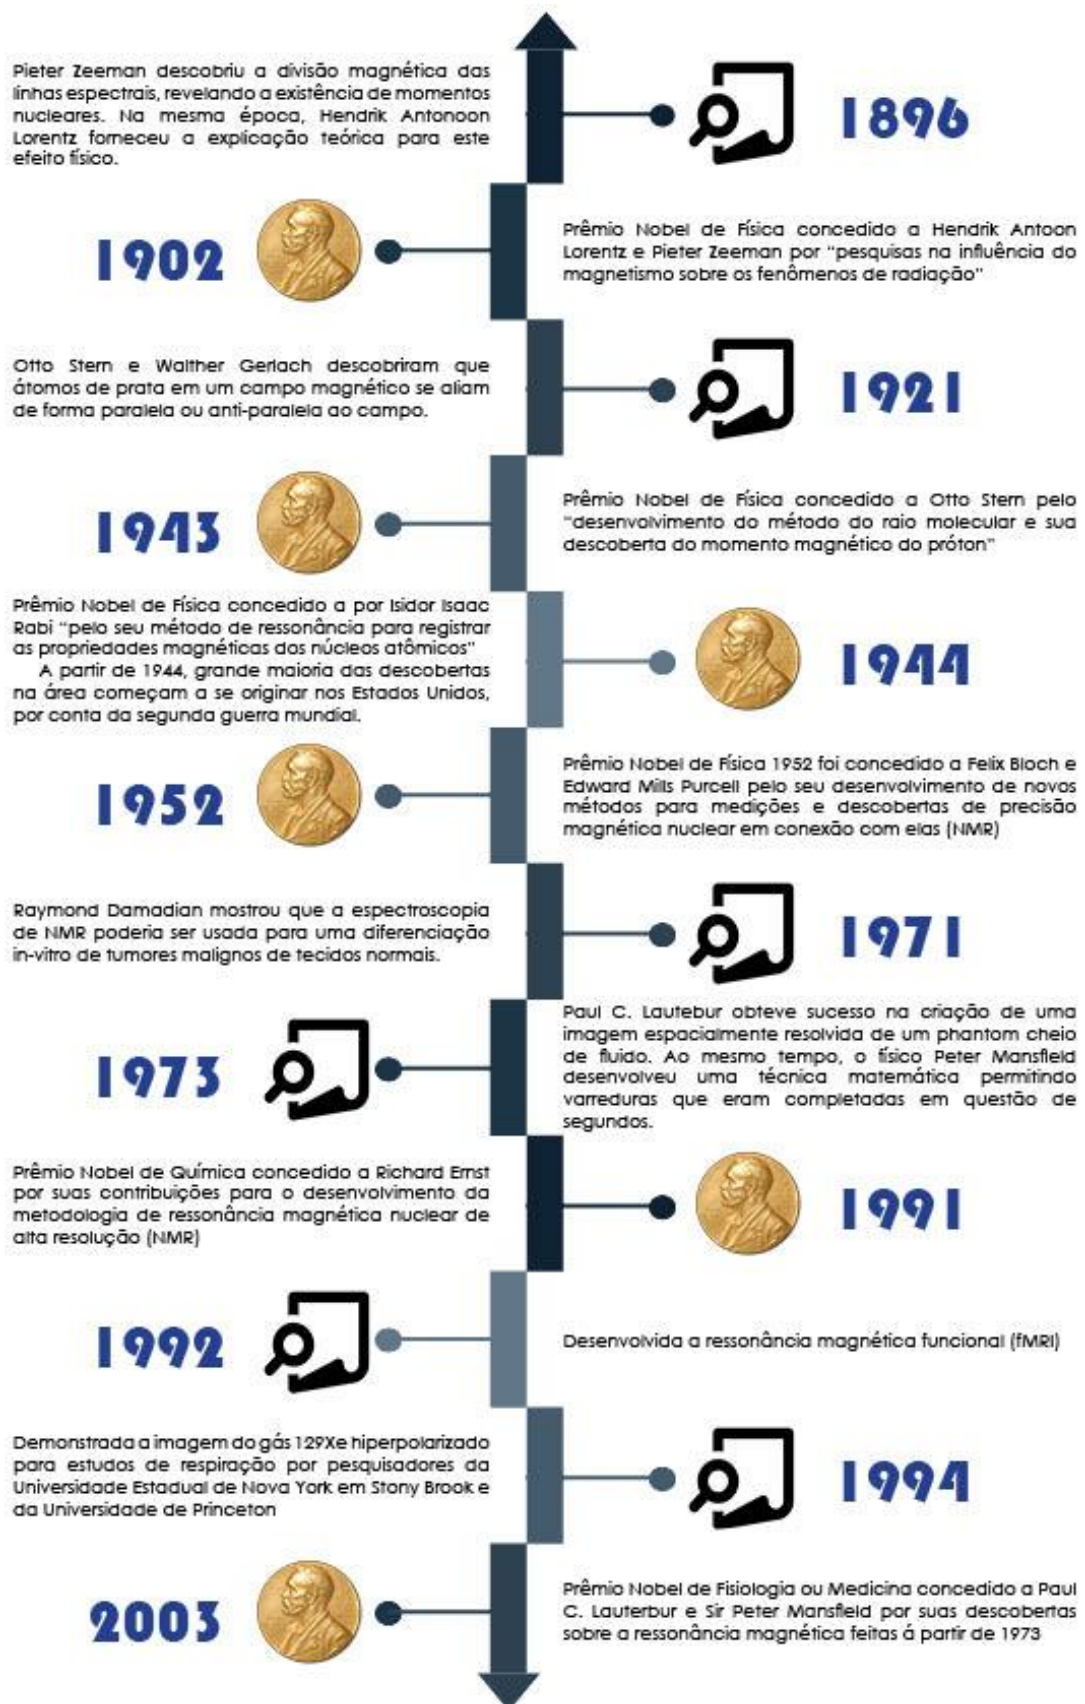 Pieter Zeeman descobriu a divisão magnética das
linhas espectrais, revelando a existência de momentos
nucleares. Na mesma época, Hendrik Antonoon
Lorentz forneceu a explicação teórica para este
efeito físico.
1896
1902
Prêmio Nobel de Física concedido a Hendrik Antoon
Lorentz e Pieter Zeeman por “pesquisas na influência do
magnetismo sobre os fenômenos de radiação”
Otto Stern e Walther Gerlach descobriram que
átomos de prata em um campo magnético se aliam
de forma paralela ou anti-paralela ao campo.
1921
1943
Prêmio Nobel de Física concedido a Otto Stern pelo
“desenvolvimento do método do raio molecular e sua
descoberta do momento magnético do próton”
Prêmio Nobel de Física concedido a por Isidor Isaac
Rabi “pelo seu método de ressonância para registrar
as propriedades magnéticas dos núcleos atômicos”
A partir de 1944, grande maioria das descobertas
na área começam a se originar nos Estados Unidos,
por conta da segunda guerra mundial.
1944
1952
Prêmio Nobel de Física 1952 foi concedido a Felix Bloch e
Edward Mills Purcell pelo seu desenvolvimento de novos
métodos para medições e descobertas de precisão
magnética nuclear em conexão com elas (NMR)
Raymond Damadian mostrou que a espectroscopia
de NMR poderia ser usada para uma diferenciação
in-vitro de tumores malignos de tecidos normais.
1971
1973
Paul C. Lautebur obteve sucesso na criação de uma
imagem espacialmente resolvida de um phantom cheio
de fluido. Ao mesmo tempo, o físico Peter Mansfield
desenvolveu uma técnica matemática permitindo
varreduras que eram completadas em questão de
segundos.
Prêmio Nobel de Química concedido a Richard Ernst
por suas contribuições para o desenvolvimento da
metodologia de ressonância magnética nuclear de
alta resolução (NMR)
1991
1992
Desenvolvida a ressonância magnética funcional (fMRI)
Demonstrada a imagem do gás 129Xe hiperpolarizado
para estudos de respiração por pesquisadores da
Universidade Estadual de Nova York em Stony Brook e
da Universidade de Princeton
1994
2003
Prêmio Nobel de Fisiologia ou Medicina concedido a Paul
C. Lauterbur e Sir Peter Mansfield por suas descobertas
sobre a ressonância magnética feitas á partir de 1973